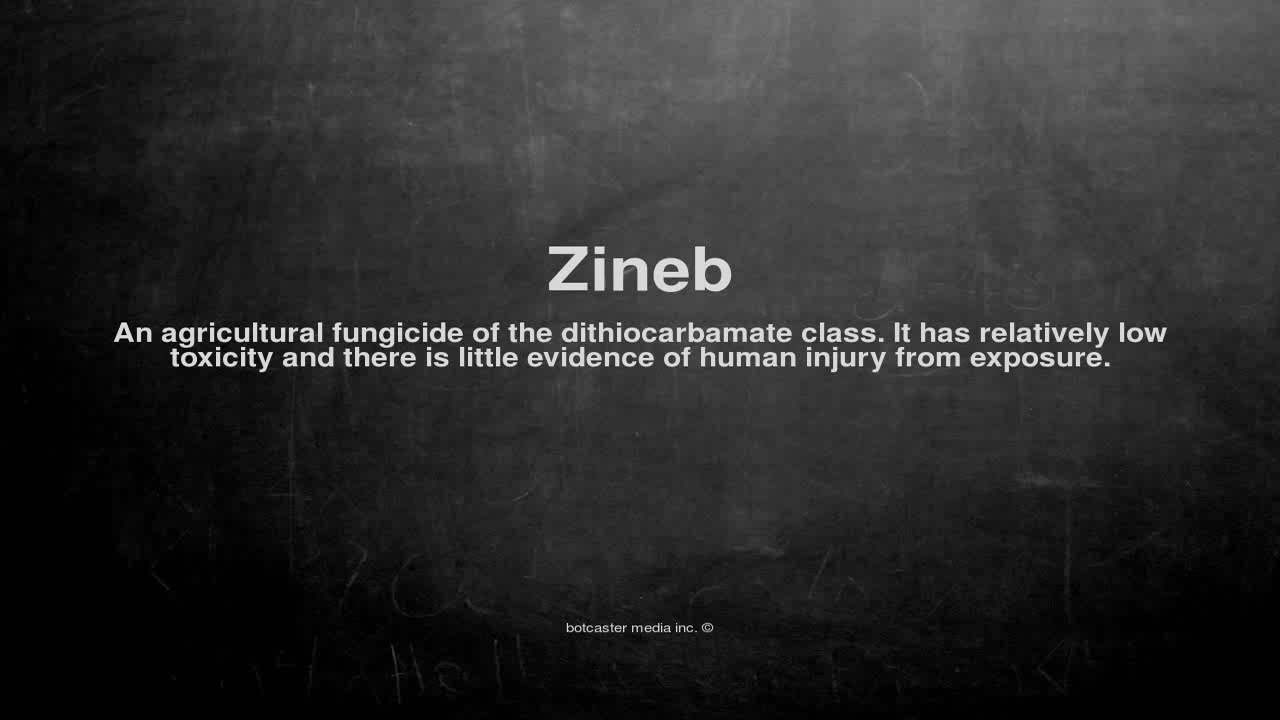 Zineb
An agricultural fungicide of the dithiocarbamate class. It has relatively low
toxicity and there is little evidence of human injury from exposure.
botcaster media inc. ©